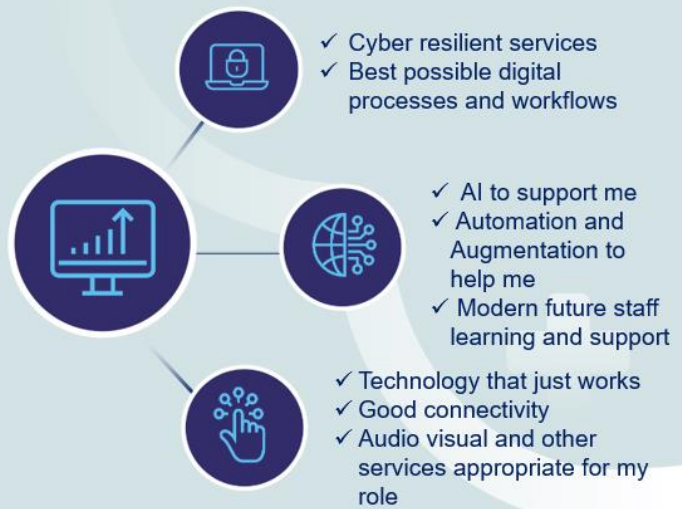 ✓ Cyber resilient services
✓ Best possible digital
processes and workflows
✓ AI to support me
✓ Automation and
Augmentation to
help me
✓ Modern future staff
learning and support
✓ Technology that just works
✓ Good connectivity
✓ Audio visual and other
services appropriate for my
role